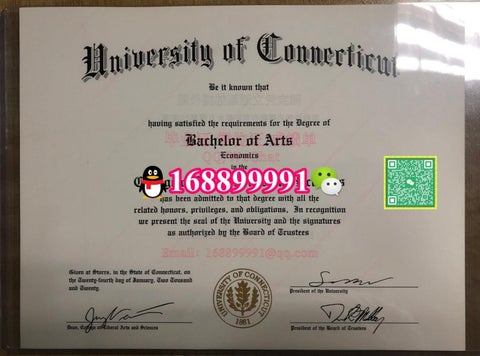 University of Connecticut
Be it known that
having satisfied the requirements for the Degree of
Bachelor of Arts
Economics
in the
168899991
has been admitted to that degree with all the
related honors, privileges, and obligations. In recognition
we present the seal of the University and the signatures
as authorized by the Board of Trustees
Email: 168899991@qq.com
Given at Storrs, in the State of Connecticut, on
the Twenty-fourth day of January, Two Thousand
and Twenty.
President of the University
UNIVERSITY OF CONNECTICUT
1881
Dean, College of Liberal Arts and Sciences
President of the Board of Trustees